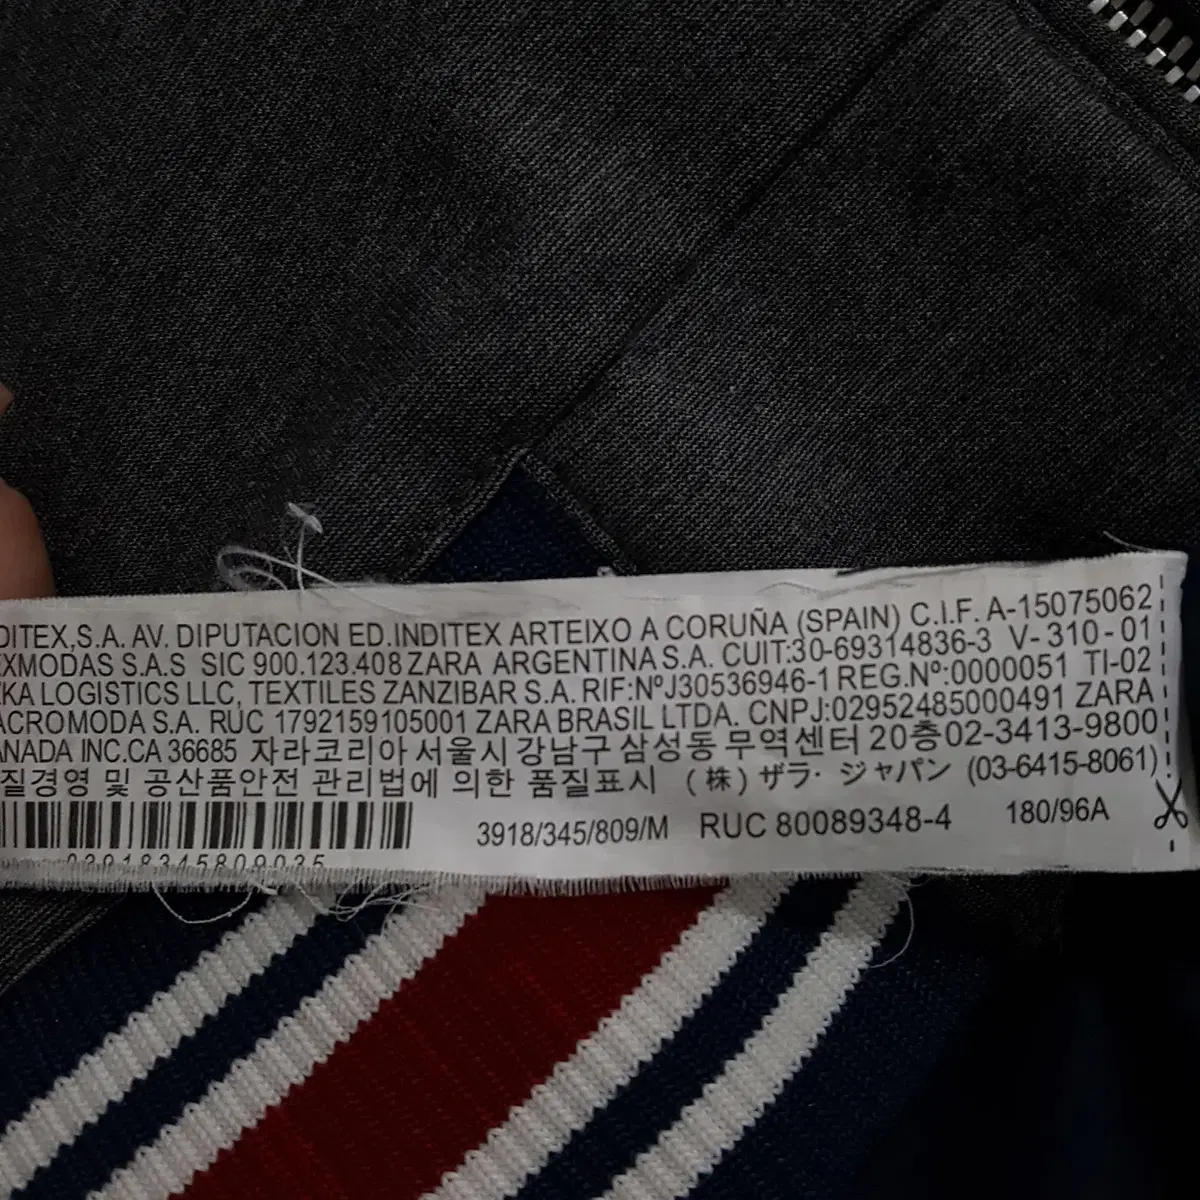 DITEX,S.A. AV. DIPUTACION ED.INDITEX ARTEIXO A CORUÑA (SPAIN) C.I.F. A-15075062
EXMODAS S.A.S SIC 900.123.408 ZARA ARGENTINA S.A. CUIT:30-69314836-3 V-310-01
KA LOGISTICS LLC, TEXTILES ZANZIBAR S.A. RIF:NºJ30536946-1 REG.Nº:0000051 TI-02
ACROMODA S.A. RUC 1792159105001 ZARA BRASIL LTDA. CNPJ:02952485000491 ZARA
ANADA INC.CA 36685 자라코리아 서울시 강남구 삼성동 무역센터 20층02-3413-9800
질경영 및 공산품안전 관리법에 의한 품질표시 (株) ザラ・ジャパン (03-6415-8061)
3918/345/809/M RUC 80089348-4 180/96A
03918345809035